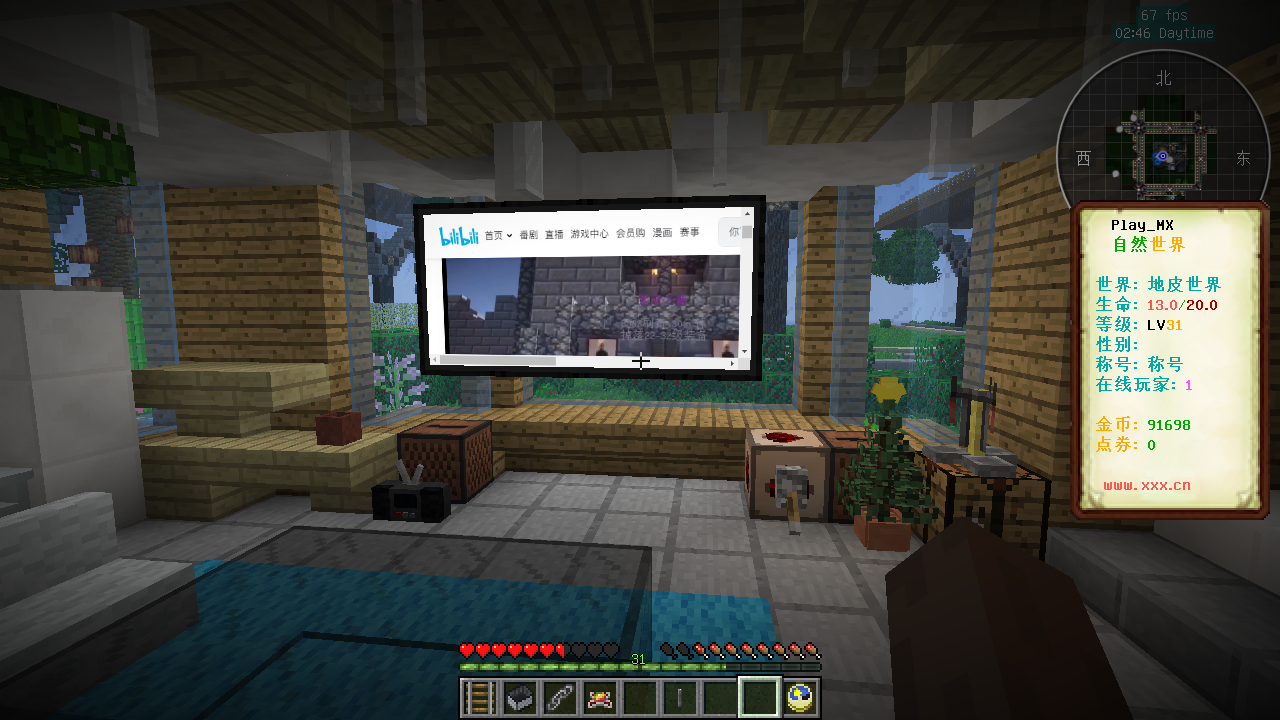 67 fps
02:46 Daytime
北
西
东
bilibili 首页 番剧 直播 游戏中心 会员购 漫画 赛事 你
Play_MX
自然世界
世界: 地皮世界
生命: 13.0/20.0
等级: LV31
性别:
称号: 称号
在线玩家: 1
金币: 91698
点券: 0
www.xxx.cn
31